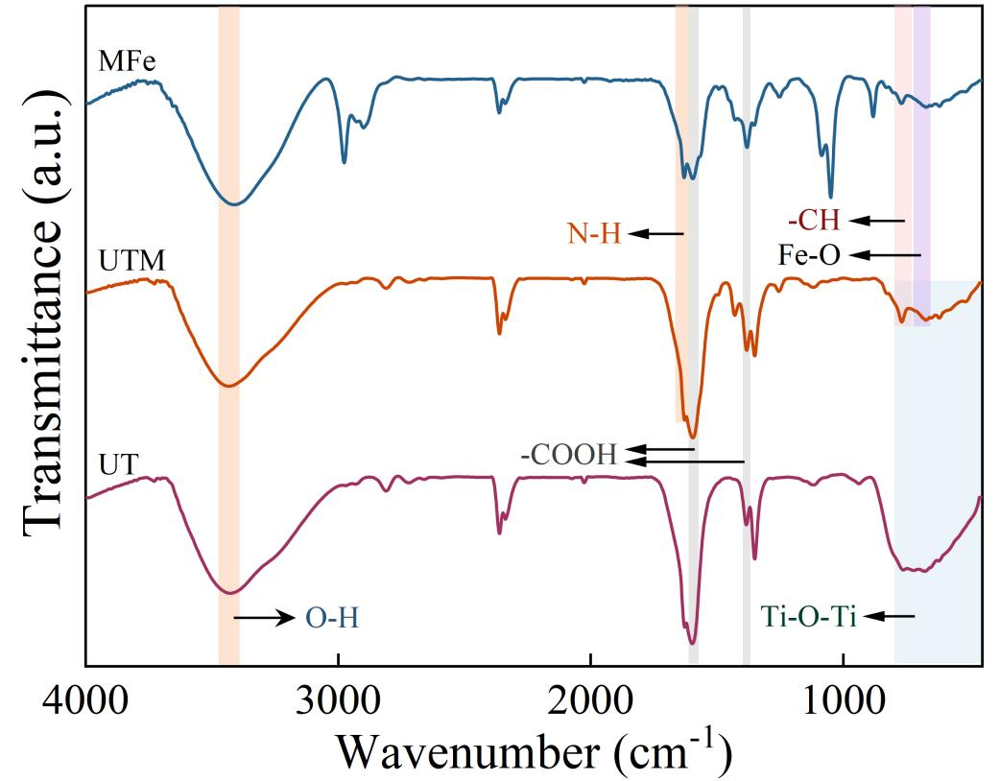 Transmittance (a.u.)
MFe
-CH
N-H
Fe-O
UTM
-COOH
UT
O-H
Ti-O-Ti
4000 3000 2000 1000
Wavenumber (cm⁻¹)